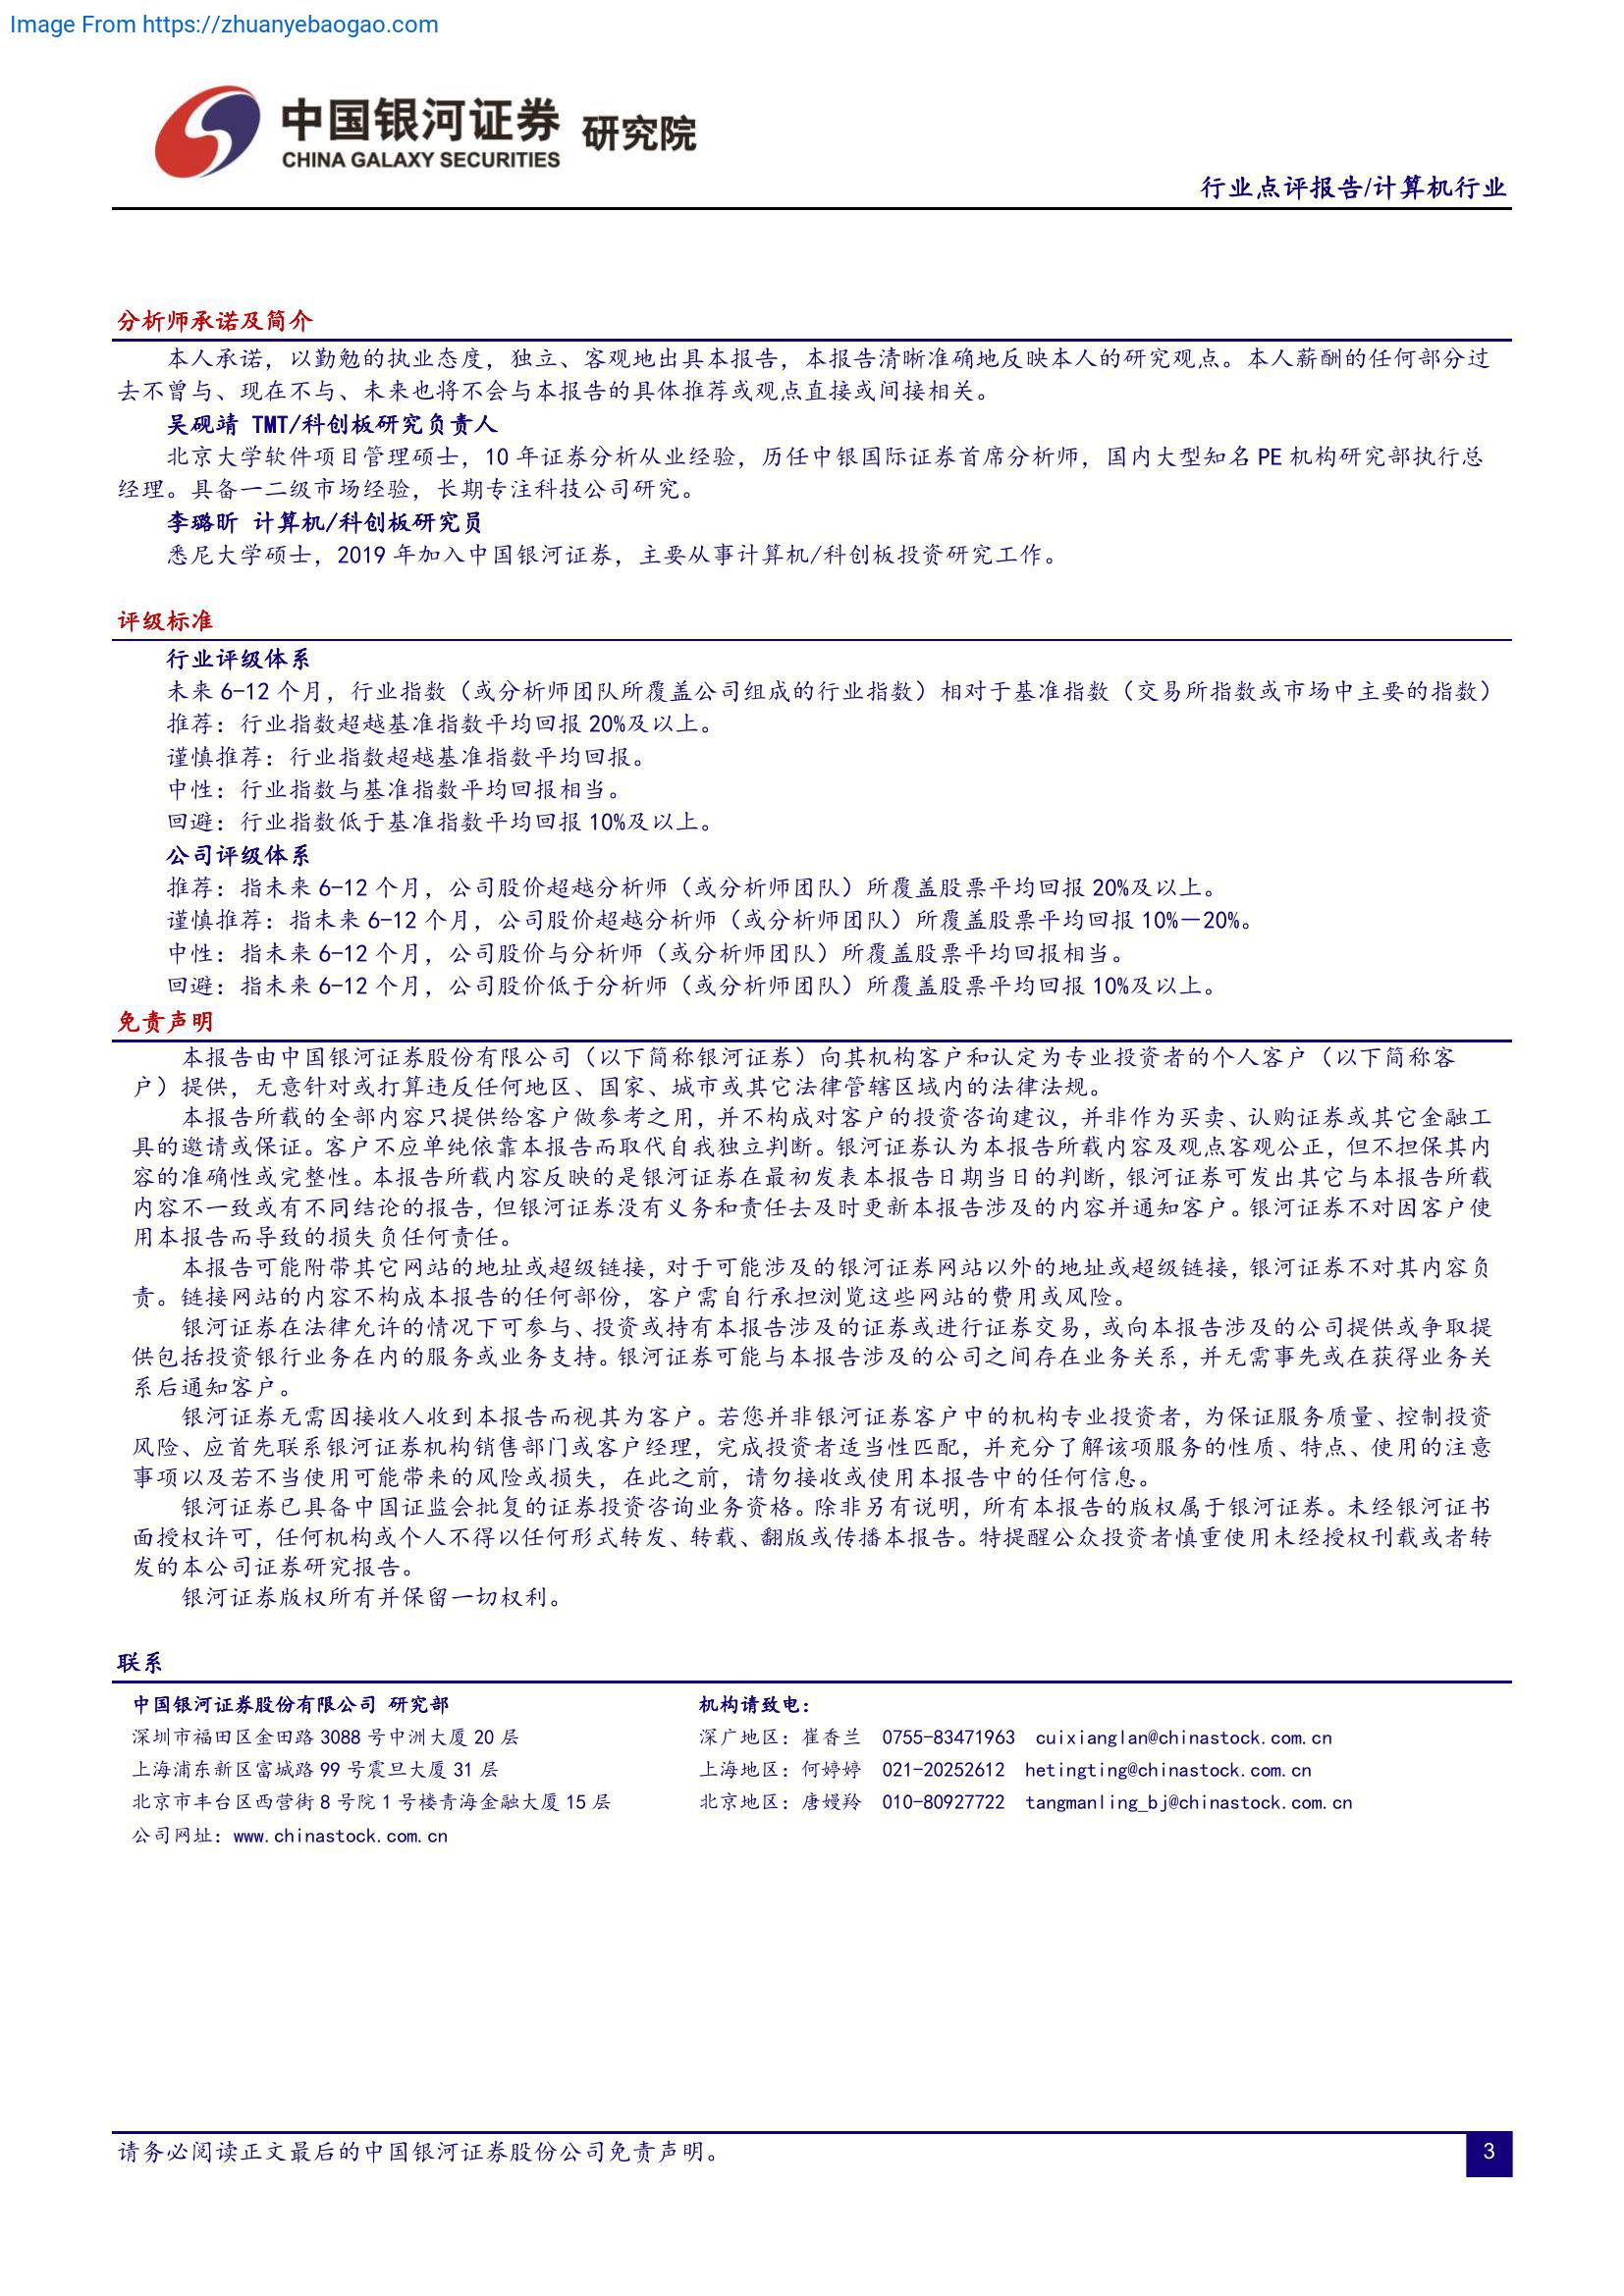 Image From https://zhuanyebaogao.com
中国银河证券 研究院
CHINA GALAXY SECURITIES
行业点评报告/计算机行业
分析师承诺及简介
本人承诺，以勤勉的执业态度，独立、客观地出具本报告，本报告清晰准确地反映本人的研究观点。本人薪酬的任何部分过
去不曾与、现在不与、未来也将不会与本报告的具体推荐或观点直接或间接相关。
吴砚靖 TMT/科创板研究负责人
北京大学软件项目管理硕士，10 年证券分析从业经验，历任中银国际证券首席分析师，国内大型知名 PE 机构研究部执行总
经理。具备一二级市场经验，长期专注科技公司研究。
李璐昕 计算机/科创板研究员
悉尼大学硕士，2019 年加入中国银河证券，主要从事计算机/科创板投资研究工作。
评级标准
行业评级体系
未来 6-12 个月，行业指数（或分析师团队所覆盖公司组成的行业指数）相对于基准指数（交易所指数或市场中主要的指数）
推荐：行业指数超越基准指数平均回报 20%及以上。
谨慎推荐：行业指数超越基准指数平均回报。
中性：行业指数与基准指数平均回报相当。
回避：行业指数低于基准指数平均回报 10%及以上。
公司评级体系
推荐：指未来 6-12 个月，公司股价超越分析师（或分析师团队）所覆盖股票平均回报 20%及以上。
谨慎推荐：指未来 6-12 个月，公司股价超越分析师（或分析师团队）所覆盖股票平均回报 10%－20%。
中性：指未来 6-12 个月，公司股价与分析师（或分析师团队）所覆盖股票平均回报相当。
回避：指未来 6-12 个月，公司股价低于分析师（或分析师团队）所覆盖股票平均回报 10%及以上。
免责声明
本报告由中国银河证券股份有限公司（以下简称银河证券）向其机构客户和认定为专业投资者的个人客户（以下简称客
户）提供，无意针对或打算违反任何地区、国家、城市或其它法律管辖区域内的法律法规。
本报告所载的全部内容只提供给客户做参考之用，并不构成对客户的投资咨询建议，并非作为买卖、认购证券或其它金融工
具的邀请或保证。客户不应单纯依靠本报告而取代自我独立判断。银河证券认为本报告所载内容及观点客观公正，但不担保其内
容的准确性或完整性。本报告所载内容反映的是银河证券在最初发表本报告日期当日的判断，银河证券可发出其它与本报告所载
内容不一致或有不同结论的报告，但银河证券没有义务和责任去及时更新本报告涉及的内容并通知客户。银河证券不对因客户使
用本报告而导致的损失负任何责任。
本报告可能附带其它网站的地址或超级链接，对于可能涉及的银河证券网站以外的地址或超级链接，银河证券不对其内容负
责。链接网站的内容不构成本报告的任何部份，客户需自行承担浏览这些网站的费用或风险。
银河证券在法律允许的情况下可参与、投资或持有本报告涉及的证券或进行证券交易，或向本报告涉及的公司提供或争取提
供包括投资银行业务在内的服务或业务支持。银河证券可能与本报告涉及的公司之间存在业务关系，并无需事先或在获得业务关
系后通知客户。
银河证券无需因接收人收到本报告而视其为客户。若您并非银河证券客户中的机构专业投资者，为保证服务质量、控制投资
风险、应首先联系银河证券机构销售部门或客户经理，完成投资者适当性匹配，并充分了解该项服务的性质、特点、使用的注意
事项以及若不当使用可能带来的风险或损失，在此之前，请勿接收或使用本报告中的任何信息。
银河证券已具备中国证监会批复的证券投资咨询业务资格。除非另有说明，所有本报告的版权属于银河证券。未经银河证书
面授权许可，任何机构或个人不得以任何形式转发、转载、翻版或传播本报告。特提醒公众投资者慎重使用未经授权刊载或者转
发的本公司证券研究报告。
银河证券版权所有并保留一切权利。
联系
中国银河证券股份有限公司 研究部
深圳市福田区金田路 3088 号中洲大厦 20 层
上海浦东新区富城路 99 号震旦大厦 31 层
北京市丰台区西营街 8 号院 1 号楼青海金融大厦 15 层
公司网址：www.chinastock.com.cn
机构请致电：
深广地区：崔香兰 0755-83471963 cuixianglan@chinastock.com.cn
上海地区：何婷婷 021-20252612 hetingting@chinastock.com.cn
北京地区：唐嫚羚 010-80927722 tangmanling_bj@chinastock.com.cn
请务必阅读正文最后的中国银河证券股份公司免责声明。
3